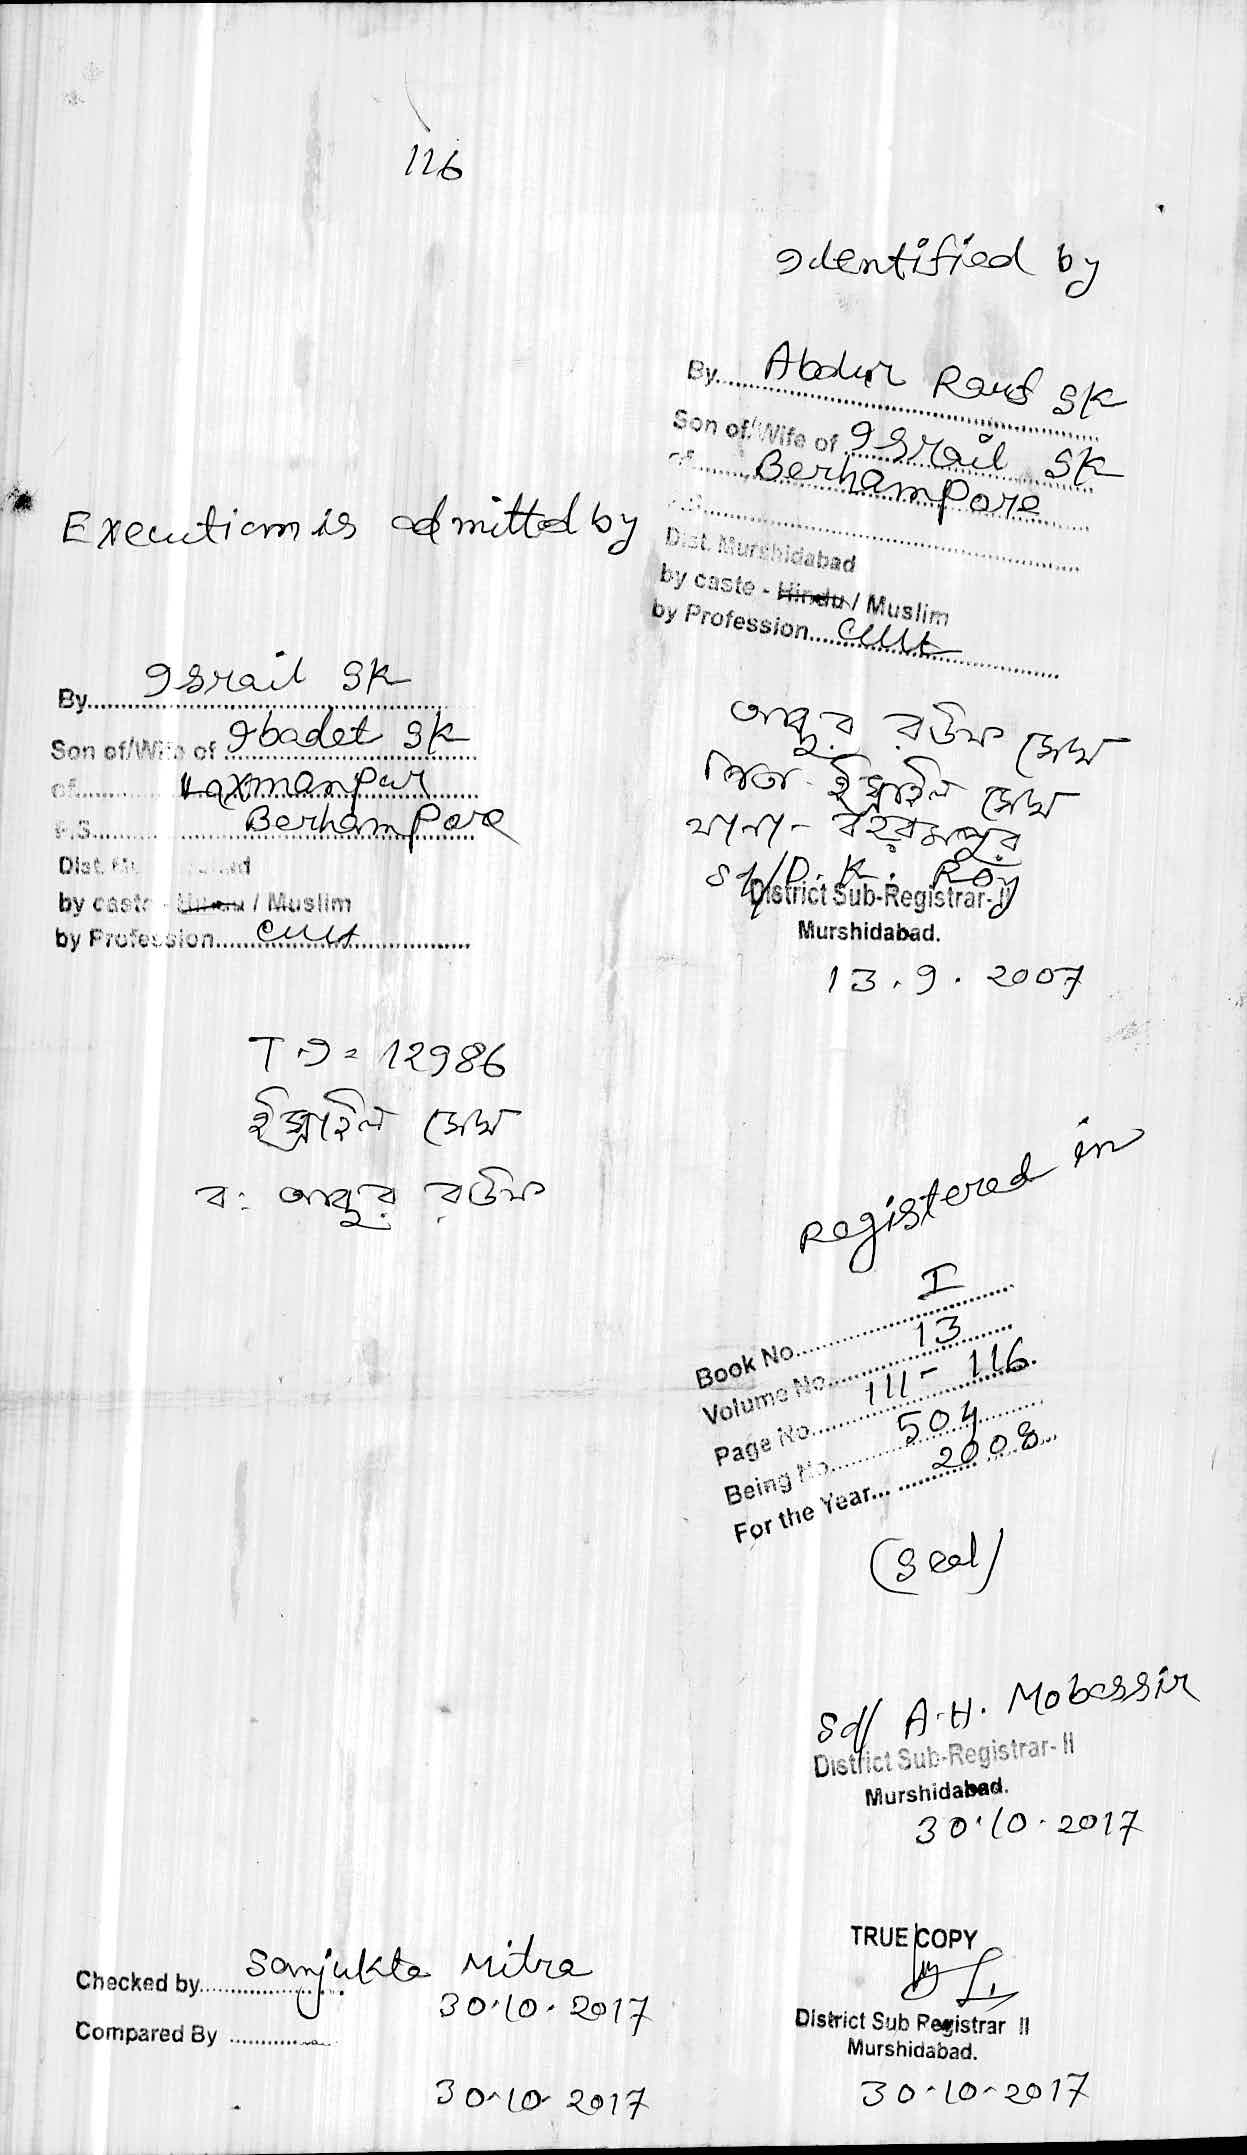 116
Identified by
By Abdur Rauf SK
Son of/Wife of Israil SK
of Berhampore
Dist. Murshidabad
by caste - Hindu / Muslim
by Profession Cult
আব্দুর রউফ সেখ
পিতা - ইস্রাইল সেখ
থানা - বহরমপুর
Sd/ D. K. Roy
District Sub-Registrar- II
Murshidabad.
13.9.2007
Execution is admitted by
By Israil SK
Son of/Wife of Ibadet SK
of Laxmanpur
P.S. Berhampore
Dist.
by caste - Hindu / Muslim
by Profession Cult
T.I = 12986
ইস্রাইল সেখ
ব: আব্দুর রউফ
Registered in
Book No. I
Volume No. 13
Page No. 111 - 116
Being No. 504
For the Year 2008
(Seal)
Sd/ A.H. Mobassir
District Sub-Registrar- II
Murshidabad.
30.10.2017
Checked by Sanjukta Mitra
30.10.2017
Compared By
30.10.2017
TRUE COPY
District Sub Registrar II
Murshidabad.
30.10.2017